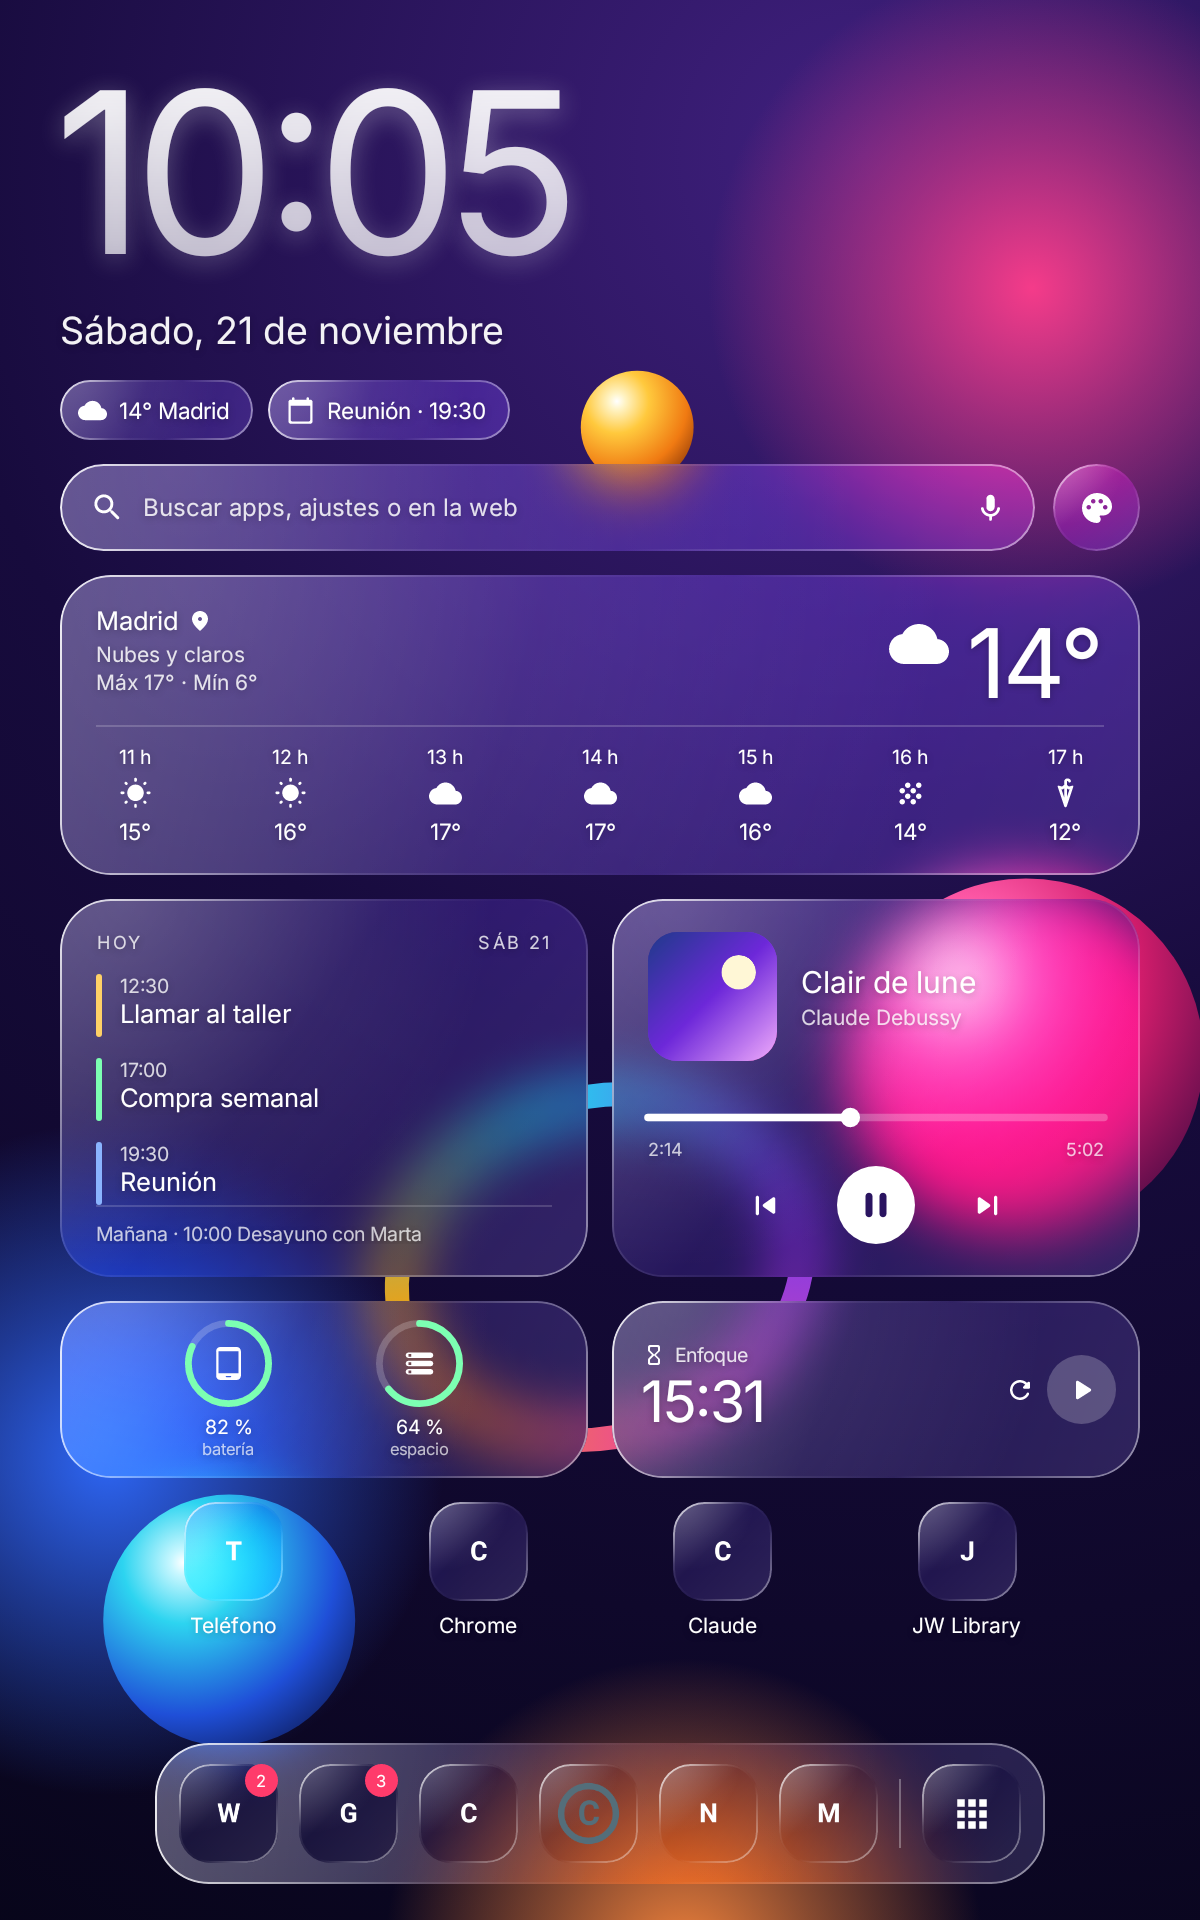 10:05
Sábado, 21 de noviembre
14° Madrid
Reunión · 19:30
Buscar apps, ajustes o en la web
Madrid
Nubes y claros
Máx 17° · Mín 6°
14°
11 h 12 h 13 h 14 h 15 h 16 h 17 h
15° 16° 17° 17° 16° 14° 12°
HOY SÁB 21
12:30
Llamar al taller
17:00
Compra semanal
19:30
Reunión
Mañana · 10:00 Desayuno con Marta
Clair de lune
Claude Debussy
2:14 5:02
82 %
batería
64 %
espacio
Enfoque
15:31
T C C J
Teléfono Chrome Claude JW Library
2 3
W G C C N M